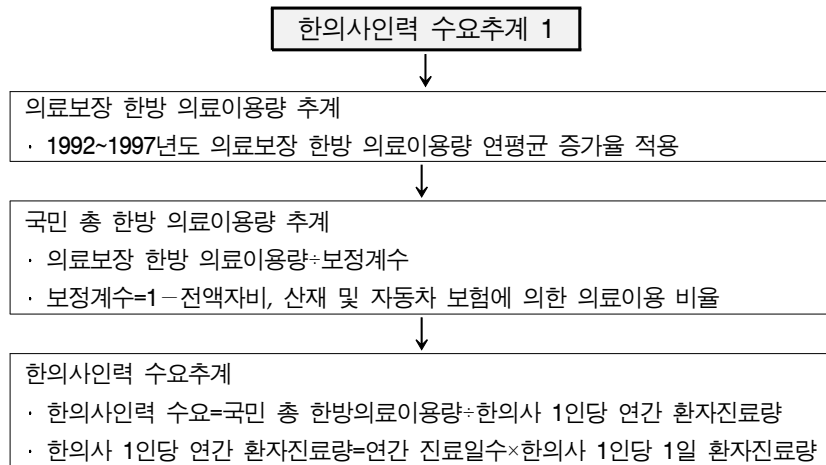 한의사인력 수요추계 1
의료보장 한방 의료이용량 추계
· 1992~1997년도 의료보장 한방 의료이용량 연평균 증가율 적용
국민 총 한방 의료이용량 추계
· 의료보장 한방 의료이용량÷보정계수
· 보정계수=1－전액자비, 산재 및 자동차 보험에 의한 의료이용 비율
한의사인력 수요추계
· 한의사인력 수요=국민 총 한방의료이용량÷한의사 1인당 연간 환자진료량
· 한의사 1인당 연간 환자진료량=연간 진료일수×한의사 1인당 1일 환자진료량